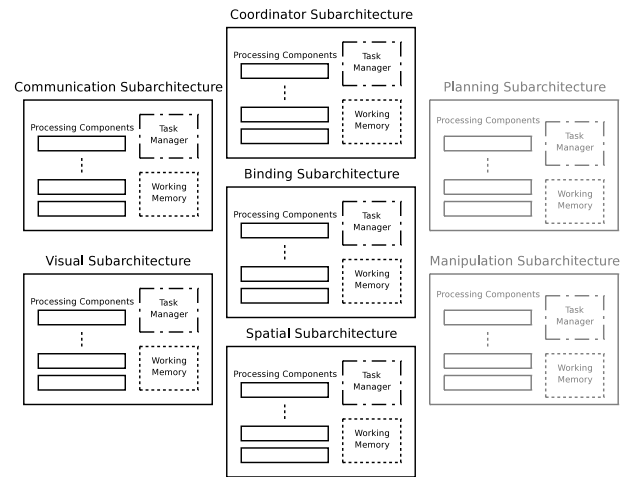 Coordinator Subarchitecture
Processing Components
Task
Manager
Working
Memory
Communication Subarchitecture
Processing Components
Task
Manager
Working
Memory
Planning Subarchitecture
Processing Components
Task
Manager
Working
Memory
Binding Subarchitecture
Processing Components
Task
Manager
Working
Memory
Visual Subarchitecture
Processing Components
Task
Manager
Working
Memory
Manipulation Subarchitecture
Processing Components
Task
Manager
Working
Memory
Spatial Subarchitecture
Processing Components
Task
Manager
Working
Memory